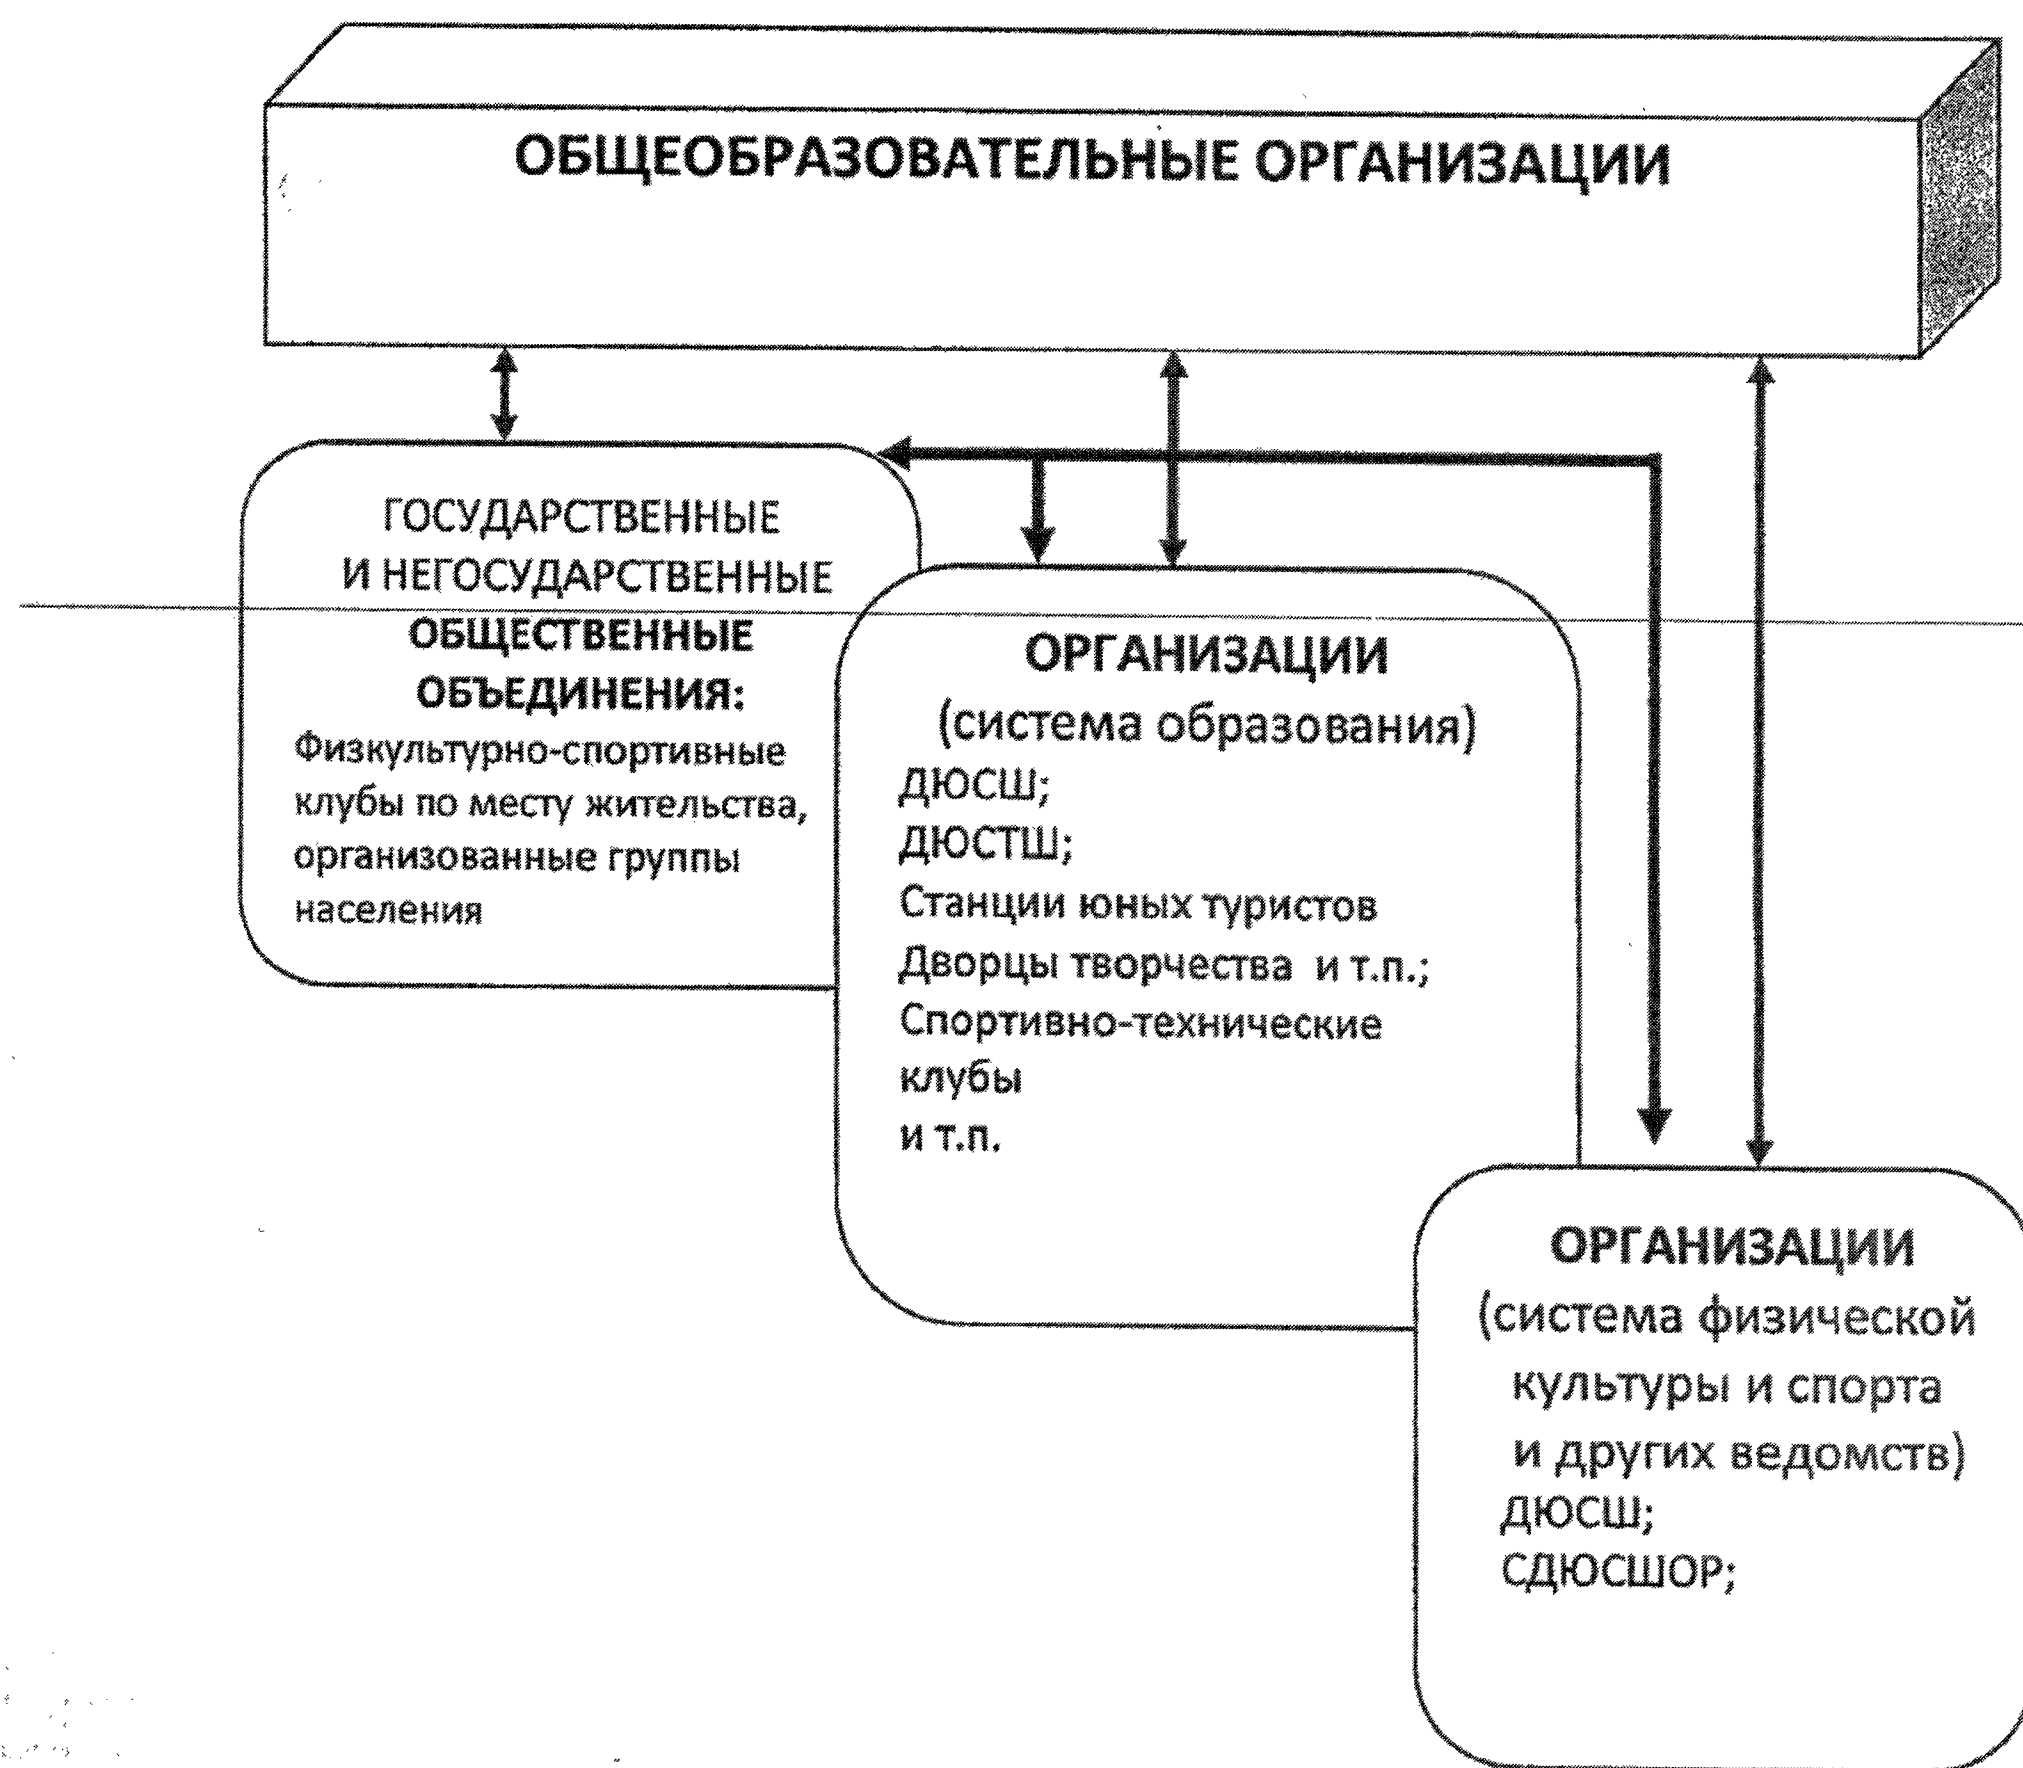 ОБЩЕОБРАЗОВАТЕЛЬНЫЕ ОРГАНИЗАЦИИ
ГОСУДАРСТВЕННЫЕ
И НЕГОСУДАРСТВЕННЫЕ
ОБЩЕСТВЕННЫЕ
ОБЪЕДИНЕНИЯ:
Физкультурно-спортивные
клубы по месту жительства,
организованные группы
населения
ОРГАНИЗАЦИИ
(система образования)
ДЮСШ;
ДЮСТШ;
Станции юных туристов
Дворцы творчества и т.п.;
Спортивно-технические
клубы
и т.п.
ОРГАНИЗАЦИИ
(система физической
культуры и спорта
и других ведомств)
ДЮСШ;
СДЮСШОР;